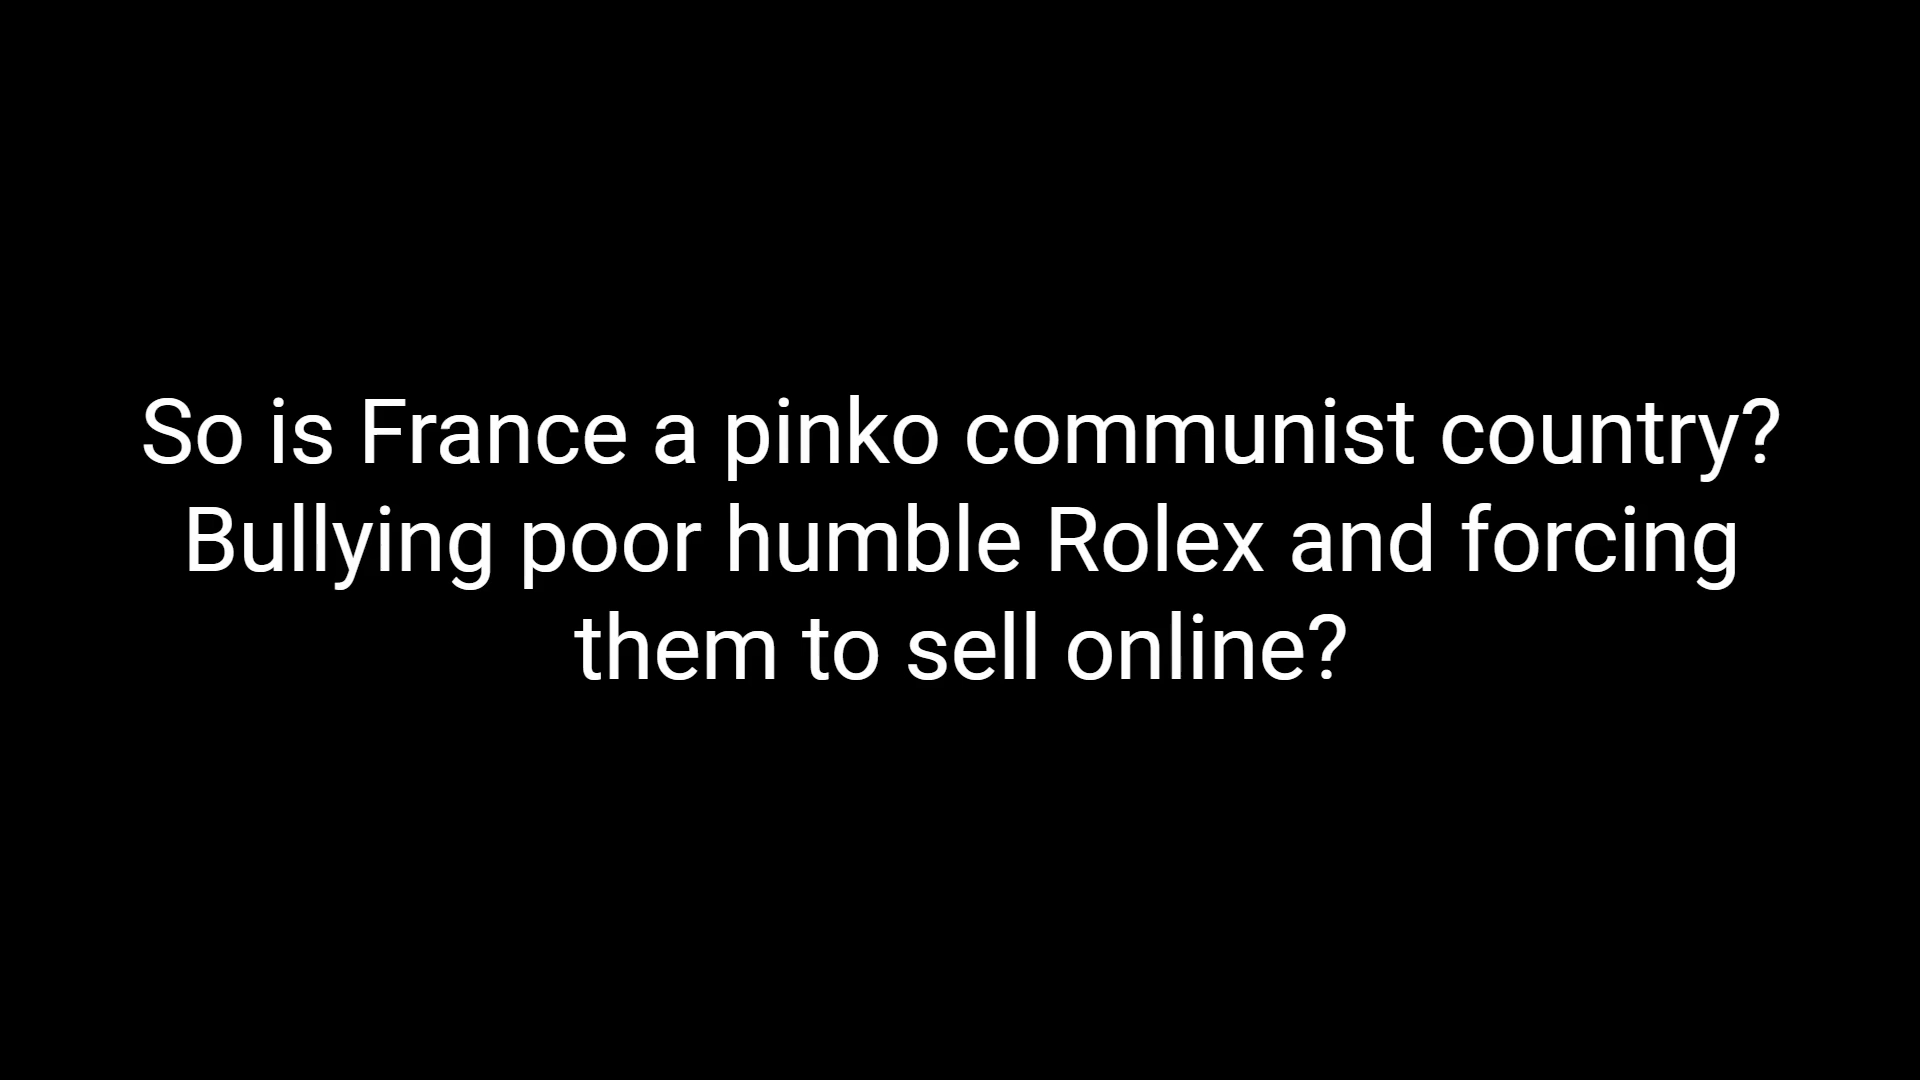 So is France a pinko communist country?
Bullying poor humble Rolex and forcing
them to sell online?